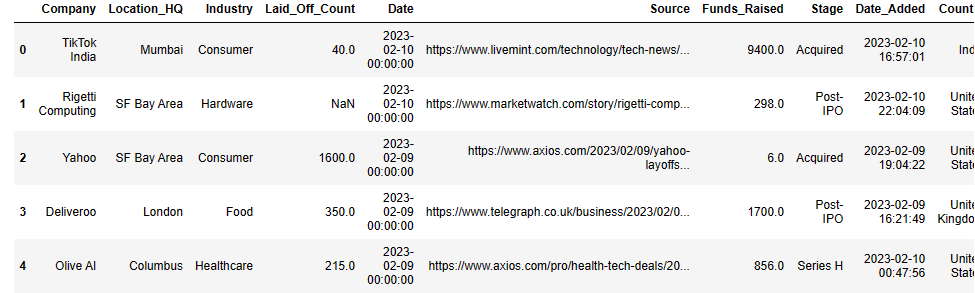 Company Location_HQ Industry Laid_Off_Count Date Source Funds_Raised Stage Date_Added Count
0 TikTok India Mumbai Consumer 40.0 2023-02-10 00:00:00 https://www.livemint.com/technology/tech-news/... 9400.0 Acquired 2023-02-10 16:57:01 Ind
1 Rigetti Computing SF Bay Area Hardware NaN 2023-02-10 00:00:00 https://www.marketwatch.com/story/rigetti-comp... 298.0 Post-IPO 2023-02-10 22:04:09 Unite State
2 Yahoo SF Bay Area Consumer 1600.0 2023-02-09 00:00:00 https://www.axios.com/2023/02/09/yahoo-layoffs... 6.0 Acquired 2023-02-09 19:04:22 Unite State
3 Deliveroo London Food 350.0 2023-02-09 00:00:00 https://www.telegraph.co.uk/business/2023/02/0... 1700.0 Post-IPO 2023-02-09 16:21:49 Unite Kingdo
4 Olive AI Columbus Healthcare 215.0 2023-02-09 00:00:00 https://www.axios.com/pro/health-tech-deals/20... 856.0 Series H 2023-02-10 00:47:56 Unite State